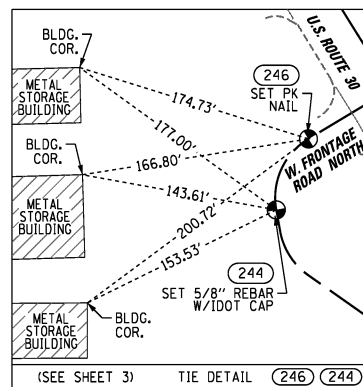 BLDG.
COR.
METAL
STORAGE
BUILDING
174.73'
177.00'
246
SET PK
NAIL
U.S. ROUTE 30
W. FRONTAGE
ROAD NORTH
BLDG.
COR.
166.80'
143.61'
METAL
STORAGE
BUILDING
200.72'
153.53'
244
SET 5/8" REBAR
W/IDOT CAP
METAL
STORAGE
BUILDING
BLDG.
COR.
(SEE SHEET 3) TIE DETAIL 246 244